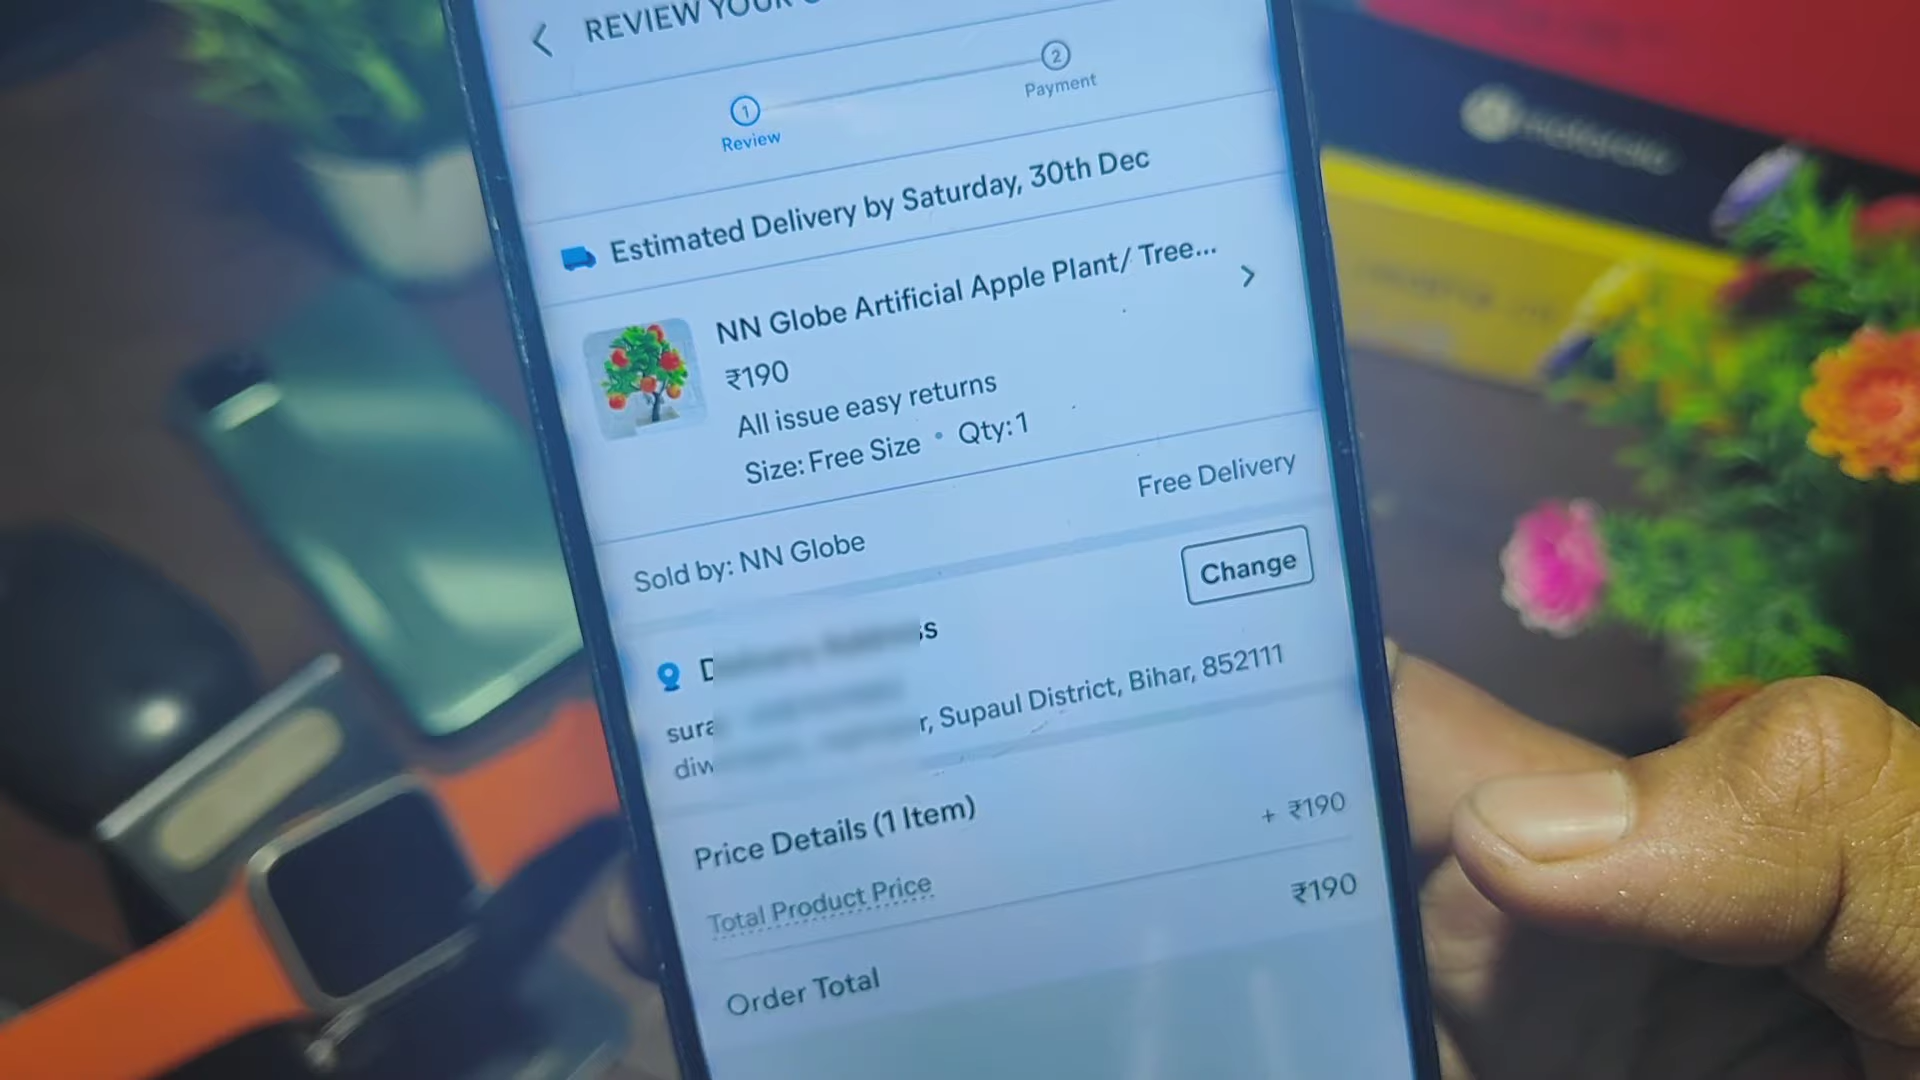 REVIEW YOUR
1
Review
2
Payment
Estimated Delivery by Saturday, 30th Dec
NN Globe Artificial Apple Plant/ Tree...
₹190
All issue easy returns
Size: Free Size • Qty: 1
Sold by: NN Globe
Free Delivery
Change
Supaul District, Bihar, 852111
Price Details (1 Item)
Total Product Price
+ ₹190
Order Total
₹190
motorola